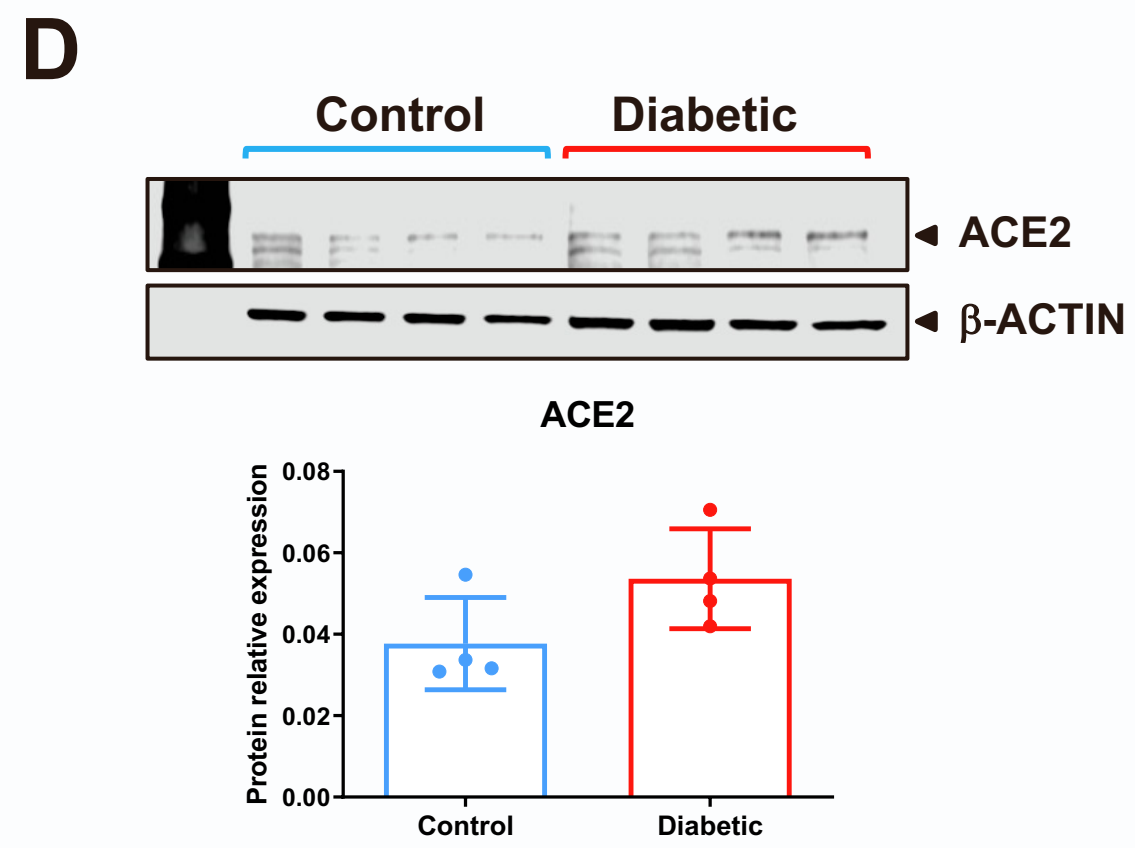 D
Control Diabetic
ACE2
β-ACTIN
ACE2
Protein relative expression
0.08
0.06
0.04
0.02
0.00
Control Diabetic